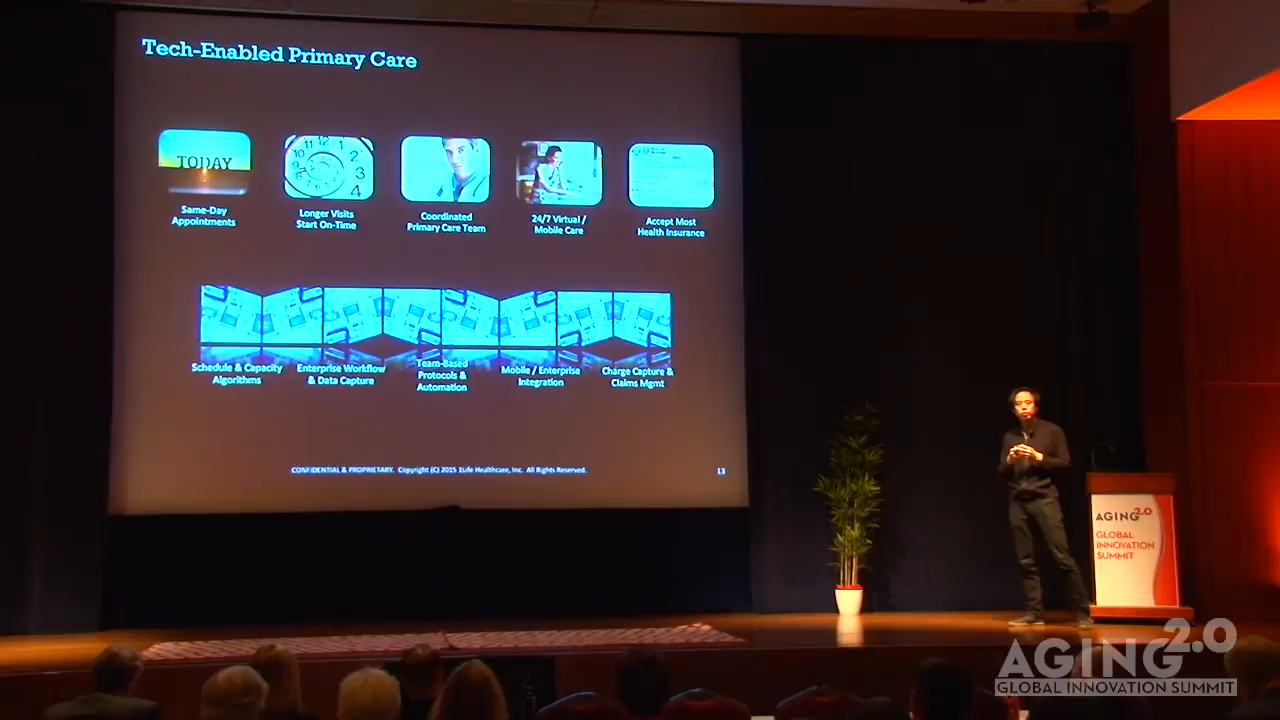 Tech-Enabled Primary Care
TODAY
Same-Day
Appointments
Longer Visits
Start On-Time
Coordinated
Primary Care Team
24/7 Virtual /
Mobile Care
Accept Most
Health Insurance
Schedule & Capacity
Algorithms
Enterprise Workflow
& Data Capture
Team-Based
Protocols &
Automation
Mobile / Enterprise
Integration
Charge Capture &
Claims Mgmt
CONFIDENTIAL & PROPRIETARY. Copyright (C) 2015 1Life Healthcare, Inc. All Rights Reserved.
13
AGING2.0
GLOBAL
INNOVATION
SUMMIT
AGING2.0
GLOBAL INNOVATION SUMMIT